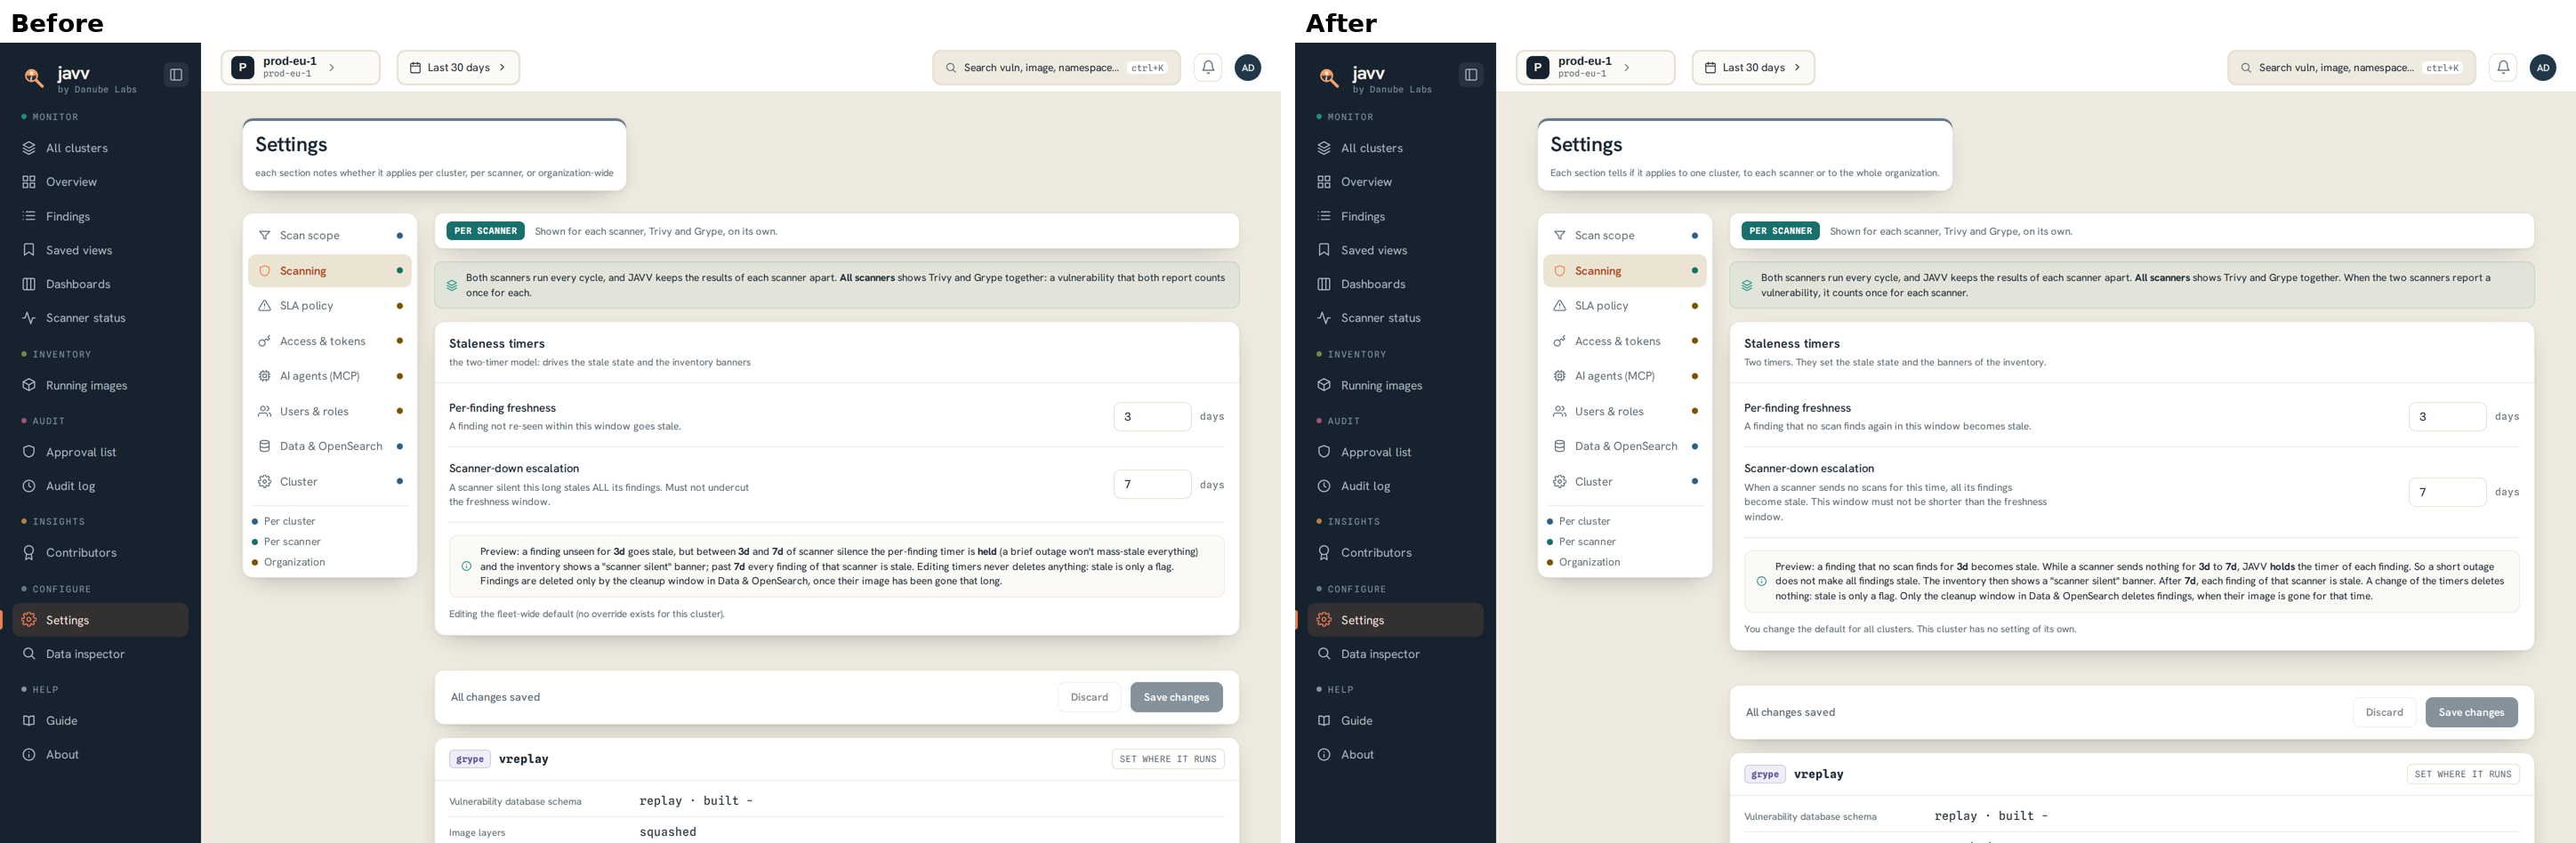 Before
javv
by Danube Labs
MONITOR
All clusters
Overview
Findings
Saved views
Dashboards
Scanner status
INVENTORY
Running images
AUDIT
Approval list
Audit log
INSIGHTS
Contributors
CONFIGURE
Settings
Data inspector
HELP
Guide
About
P
prod-eu-1
prod-eu-1
Last 30 days
Search vuln, image, namespace... ctrl+K
AD
Settings
each section notes whether it applies per cluster, per scanner, or organization-wide
Scan scope
Scanning
SLA policy
Access & tokens
AI agents (MCP)
Users & roles
Data & OpenSearch
Cluster
Per cluster
Per scanner
Organization
PER SCANNER Shown for each scanner, Trivy and Grype, on its own.
Both scanners run every cycle, and JAVV keeps the results of each scanner apart. All scanners shows Trivy and Grype together: a vulnerability that both report counts
once for each.
Staleness timers
the two-timer model: drives the stale state and the inventory banners
Per-finding freshness
A finding not re-seen within this window goes stale.
3 days
Scanner-down escalation
A scanner silent this long stales ALL its findings. Must not undercut
the freshness window.
7 days
Preview: a finding unseen for 3d goes stale, but between 3d and 7d of scanner silence the per-finding timer is held (a brief outage won't mass-stale everything)
and the inventory shows a "scanner silent" banner; past 7d every finding of that scanner is stale. Editing timers never deletes anything: stale is only a flag.
Findings are deleted only by the cleanup window in Data & OpenSearch, once their image has been gone that long.
Editing the fleet-wide default (no override exists for this cluster).
All changes saved
Discard
Save changes
grype vreplay
SET WHERE IT RUNS
Vulnerability database schema replay · built –
Image layers squashed
After
javv
by Danube Labs
MONITOR
All clusters
Overview
Findings
Saved views
Dashboards
Scanner status
INVENTORY
Running images
AUDIT
Approval list
Audit log
INSIGHTS
Contributors
CONFIGURE
Settings
Data inspector
HELP
Guide
About
P
prod-eu-1
prod-eu-1
Last 30 days
Search vuln, image, namespace... ctrl+K
AD
Settings
Each section tells if it applies to one cluster, to each scanner or to the whole organization.
Scan scope
Scanning
SLA policy
Access & tokens
AI agents (MCP)
Users & roles
Data & OpenSearch
Cluster
Per cluster
Per scanner
Organization
PER SCANNER Shown for each scanner, Trivy and Grype, on its own.
Both scanners run every cycle, and JAVV keeps the results of each scanner apart. All scanners shows Trivy and Grype together. When the two scanners report a
vulnerability, it counts once for each scanner.
Staleness timers
Two timers. They set the stale state and the banners of the inventory.
Per-finding freshness
A finding that no scan finds again in this window becomes stale.
3 days
Scanner-down escalation
When a scanner sends no scans for this time, all its findings
become stale. This window must not be shorter than the freshness
window.
7 days
Preview: a finding that no scan finds for 3d becomes stale. While a scanner sends nothing for 3d to 7d, JAVV holds the timer of each finding. So a short outage
does not make all findings stale. The inventory then shows a "scanner silent" banner. After 7d, each finding of that scanner is stale. A change of the timers deletes
nothing: stale is only a flag. Only the cleanup window in Data & OpenSearch deletes findings, when their image is gone for that time.
You change the default for all clusters. This cluster has no setting of its own.
All changes saved
Discard
Save changes
grype vreplay
SET WHERE IT RUNS
Vulnerability database schema replay · built –